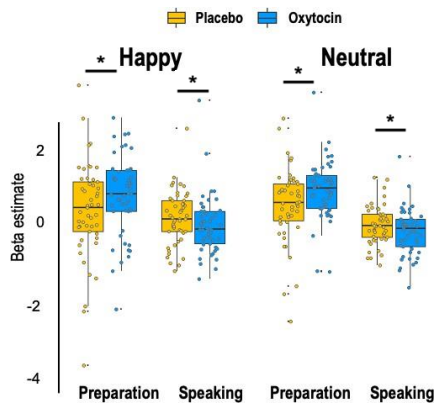 Placebo Oxytocin
Happy Neutral
* * * *
Beta estimate
2
0
-2
-4
Preparation Speaking Preparation Speaking